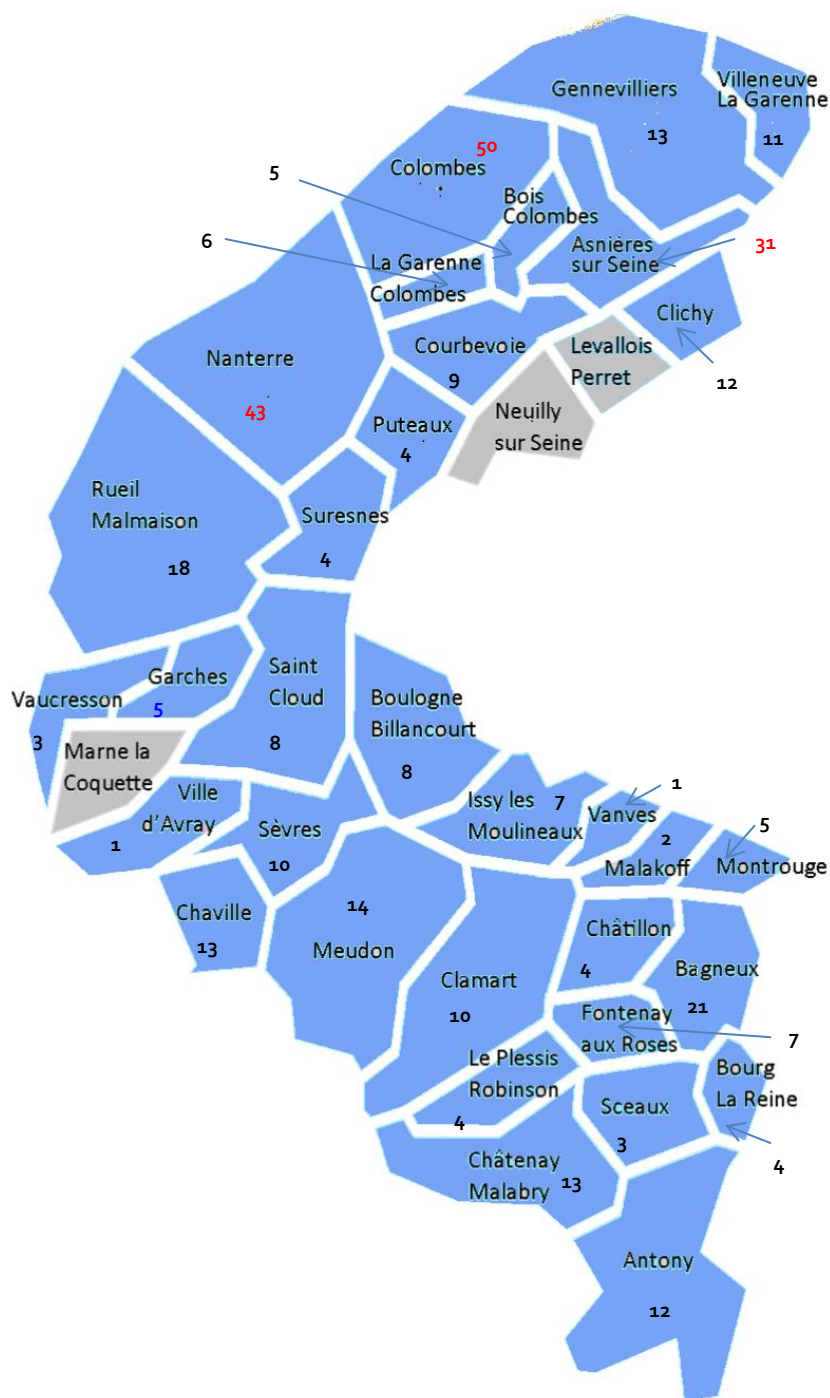 Gennevilliers
13
Villeneuve
La Garenne
11
50
Colombes
5
Bois
Colombes
6
La Garenne
Colombes
Asnières
sur Seine
31
Clichy
12
Nanterre
43
Courbevoie
9
Levallois
Perret
Neuilly
sur Seine
Puteaux
4
Rueil
Malmaison
18
Suresnes
4
Vaucresson
3
Garches
5
Saint
Cloud
8
Boulogne
Billancourt
8
Marne la
Coquette
Ville
d'Avray
1
Sèvres
10
Issy les
Moulineaux
7
Vanves
1
2
Malakoff
5
Montrouge
Chaville
13
14
Meudon
Clamart
10
Châtillon
4
Bagneux
21
Fontenay
aux Roses
7
Le Plessis
Robinson
4
Sceaux
3
Bourg
La Reine
4
Châtenay
Malabry
13
Antony
12